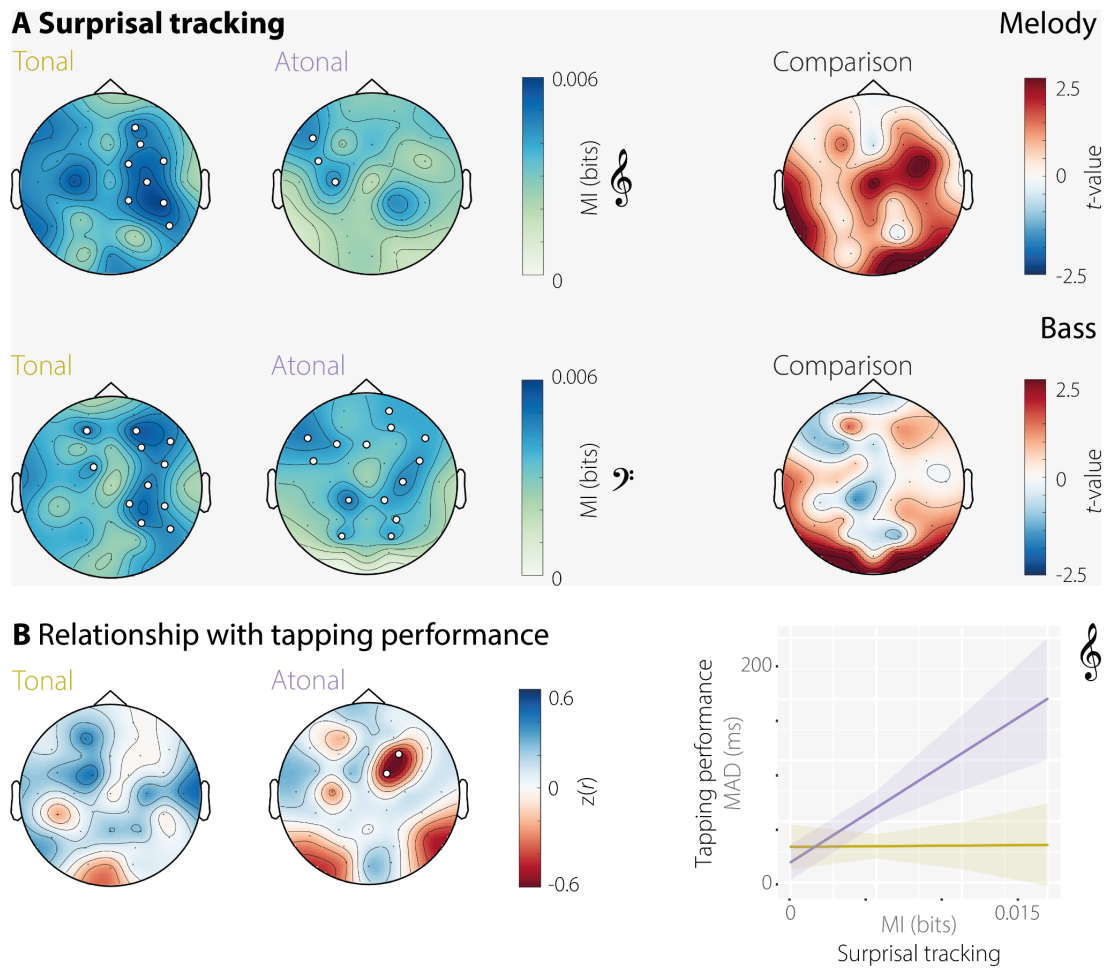 A Surprisal tracking
Melody
Tonal
Atonal
Comparison
0.006
MI (bits)
0
2.5
0
-2.5
t-value
Bass
Tonal
Atonal
Comparison
0.006
MI (bits)
0
2.5
0
-2.5
t-value
B Relationship with tapping performance
Tonal
Atonal
0.6
0
-0.6
z(r)
Tapping performance
MAD (ms)
200
0
0
0.015
MI (bits)
Surprisal tracking